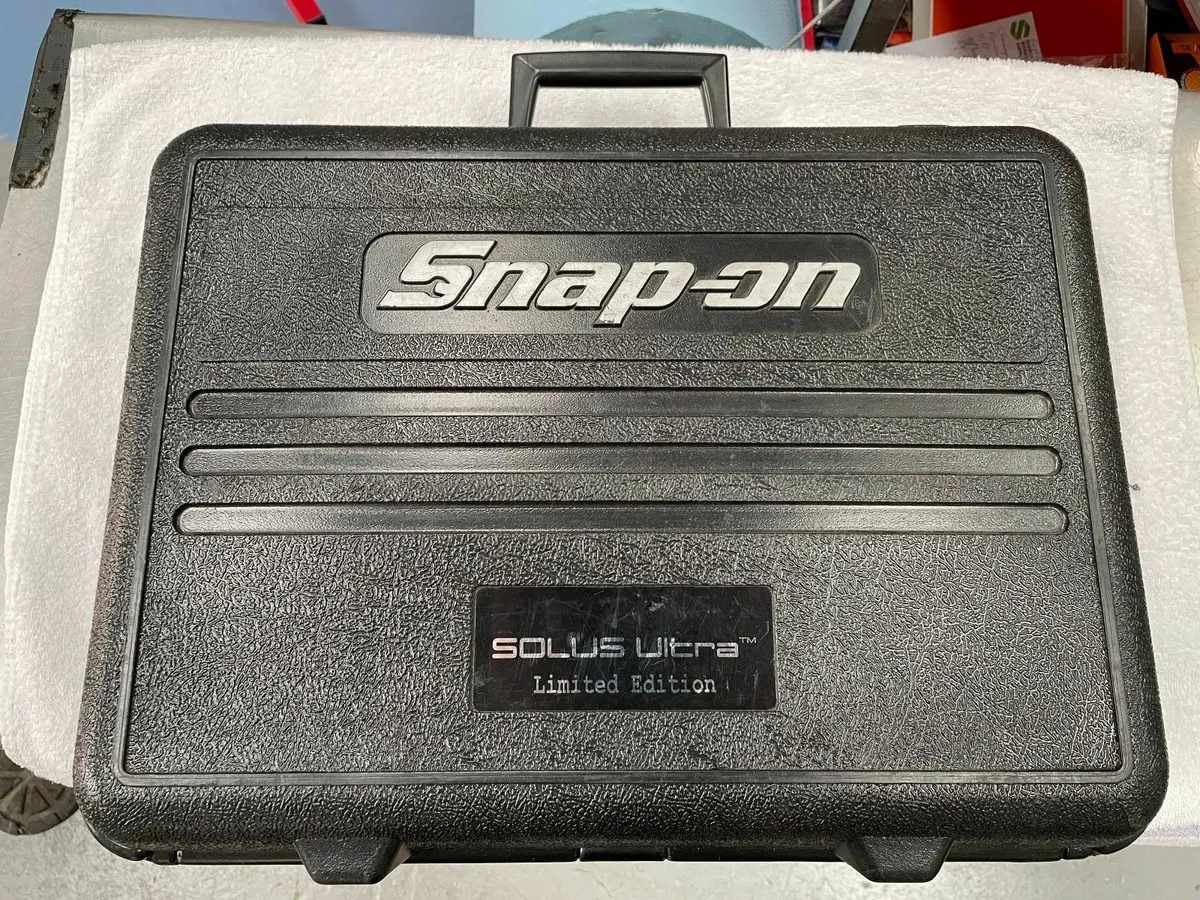 Snap-on
SOLUS Ultra™
Limited Edition